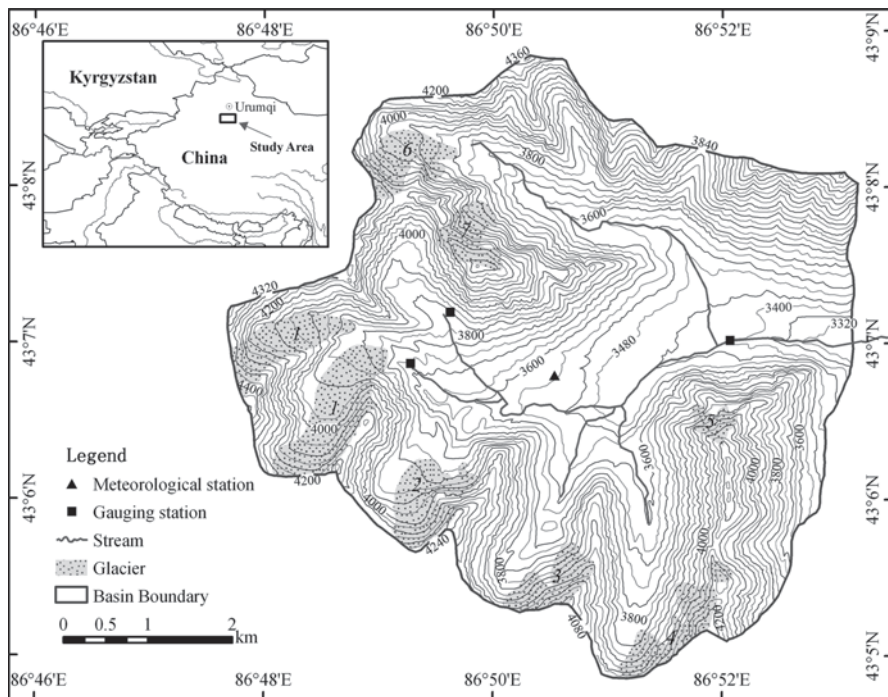 86°46'E 86°48'E 86°50'E 86°52'E
43°9'N
Kyrgyzstan
Urumqi
Study Area
China
4360
4200
4000
3840
6
3800
43°8'N
43°8'N
3600
4000
4320
4200
3400
3320
3800
43°7'N
1
3480
3600
43°7'N
1
4000
5
3600
3600
4000
3800
4200
2
43°6'N
4000
4240
43°6'N
3800
3
4000
3800
4200
4080
4
43°5'N
Legend
Meteorological station
Gauging station
Stream
Glacier
Basin Boundary
0 0.5 1 2
km
86°46'E 86°48'E 86°50'E 86°52'E